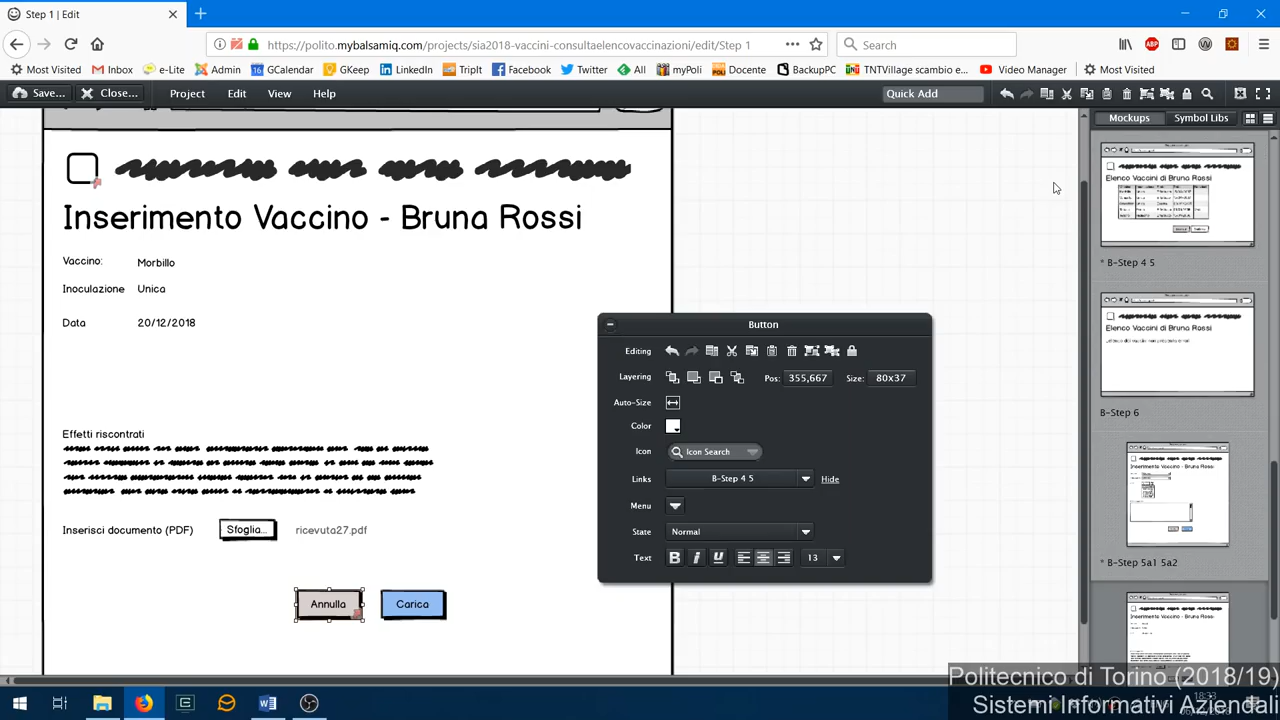 Step 1 | Edit
https://polito.mybalsamiq.com/projects/sia2018-vaccini-consultaelencovaccinazioni/edit/Step 1
Search
Most Visited Inbox e-Lite Admin GCalendar GKeep LinkedIn TripIt Facebook Twitter All myPoli Docente BackupPC TNTVillage scambio e... Video Manager Most Visited
Save... Close... Project Edit View Help Quick Add
Mockups Symbol Libs
Inserimento Vaccino - Bruna Rossi
Vaccino: Morbillo
Inoculazione Unica
Data 20/12/2018
Effetti riscontrati
Inserisci documento (PDF) Sfoglia... ricevuta27.pdf
Annulla Carica
Button
Editing
Layering Pos: 355,667 Size: 80x37
Auto-Size
Color
Icon Icon Search
Links B-Step 4 5 Hide
Menu
State Normal
Text B i U 13
Elenco Vaccini di Bruna Rossi
* B-Step 4 5
Elenco Vaccini di Bruna Rossi
B-Step 6
Inserimento Vaccino - Bruna Rossi
* B-Step 5a1 5a2
Politecnico di Torino (2018/19)
Sistemi Informativi Aziendali
18:33